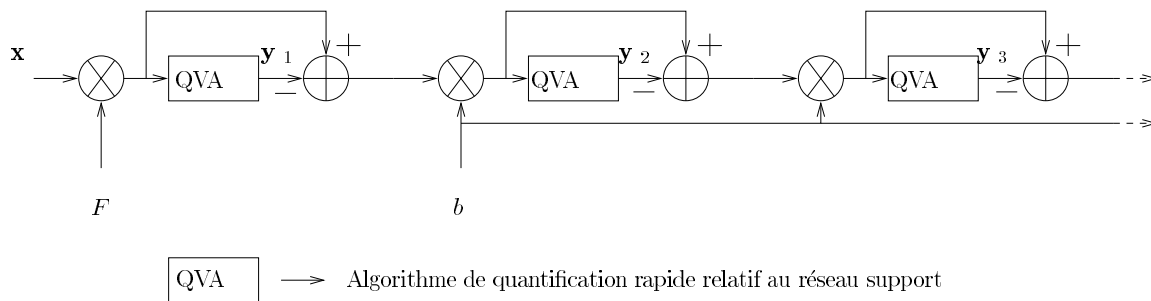 x
QVA
y 1
+
−
QVA
y 2
+
−
QVA
y 3
+
−
F
b
QVA
Algorithme de quantification rapide relatif au réseau support